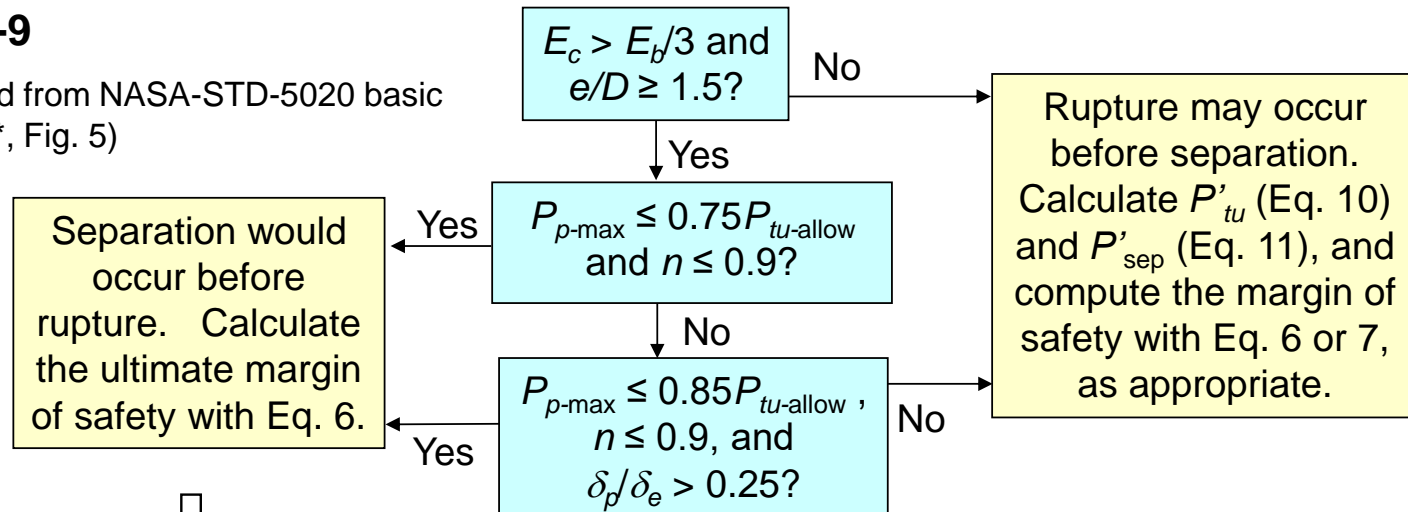 -9
d from NASA-STD-5020 basic
*, Fig. 5)
E_c > E_b/3 and
e/D ≥ 1.5?
No
Yes
Rupture may occur
before separation.
Calculate P'_tu (Eq. 10)
and P'_sep (Eq. 11), and
compute the margin of
safety with Eq. 6 or 7,
as appropriate.
P_p-max ≤ 0.75P_tu-allow
and n ≤ 0.9?
Yes
Separation would
occur before
rupture. Calculate
the ultimate margin
of safety with Eq. 6.
No
P_p-max ≤ 0.85P_tu-allow ,
n ≤ 0.9, and
δ_p/δ_e > 0.25?
No
Yes